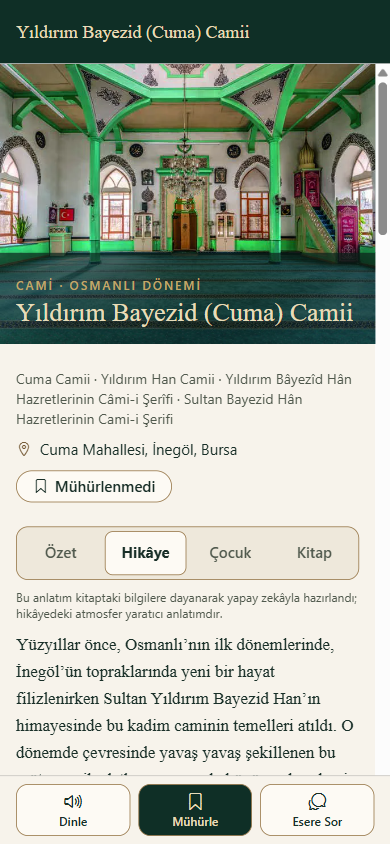 Yıldırım Bayezid (Cuma) Camii
CAMİ · OSMANLI DÖNEMİ
Yıldırım Bayezid (Cuma) Camii
Cuma Camii · Yıldırım Han Camii · Yıldırım Bâyezîd Hân
Hazretlerinin Câmi-i Şerîfi · Sultan Bayezid Hân
Hazretlerinin Cami-i Şerifi
Cuma Mahallesi, İnegöl, Bursa
Mühürlenmedi
Özet Hikâye Çocuk Kitap
Bu anlatım kitaptaki bilgilere dayanarak yapay zekâyla hazırlandı;
hikâyedeki atmosfer yaratıcı anlatımdır.
Yüzyıllar önce, Osmanlı’nın ilk dönemlerinde,
İnegöl’ün topraklarında yeni bir hayat
filizlenirken Sultan Yıldırım Bayezid Han’ın
himayesinde bu kadim caminin temelleri atıldı. O
dönemde çevresinde yavaş yavaş şekillenen bu
Dinle Mühürle Esere Sor